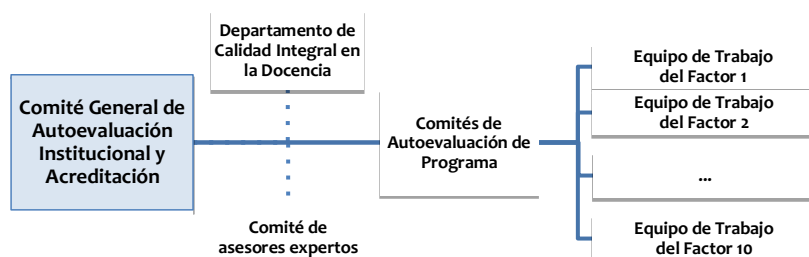 Departamento de
Calidad Integral en
la Docencia
Comité General de
Autoevaluación
Institucional y
Acreditación
Comité de
asesores expertos
Comités de
Autoevaluación de
Programa
Equipo de Trabajo
del Factor 1
Equipo de Trabajo
del Factor 2
...
Equipo de Trabajo
del Factor 10